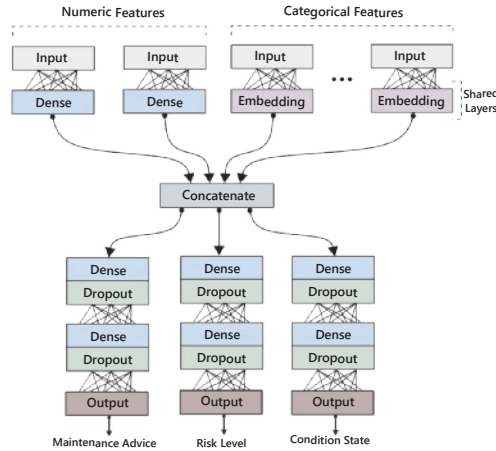 Numeric Features
Categorical Features
Input
Input
Input
Input
Dense
Dense
Embedding
Embedding
Shared
Layers
Concatenate
Dense
Dense
Dense
Dropout
Dropout
Dropout
Dense
Dense
Dense
Dropout
Dropout
Dropout
Output
Output
Output
Maintenance Advice
Risk Level
Condition State